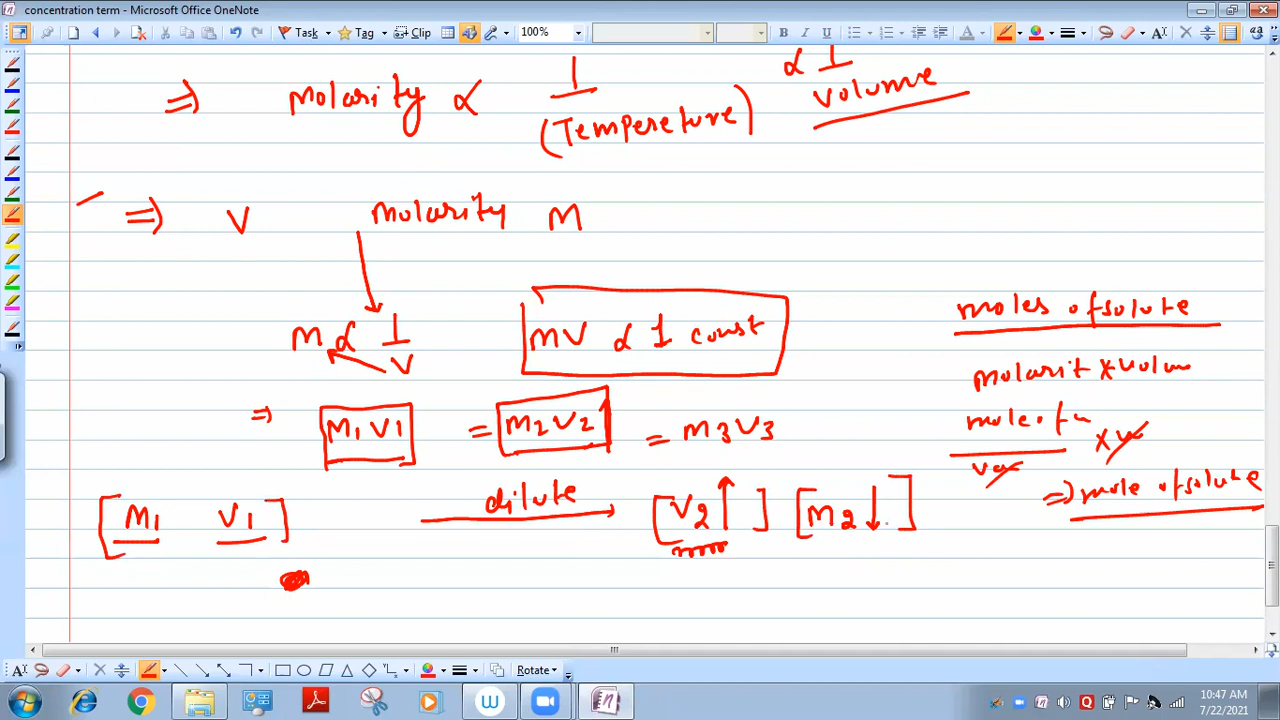 concentration term - Microsoft Office OneNote
Task
Tag
Clip
100%
⇒ molarity ∝ 1 / (Tempereture) ∝ 1 / volume
⇒ V molarity M
M ∝ 1 / V
MV ∝ 1 const
moles of solute
molarit × volum
⇒ M1V1 = M2V2 = M3V3
mole of
×
⇒ mole of solute
[M1 V1] dilute → [V2 ↑] [M2 ↓]
Rotate
10:47 AM
7/22/2021